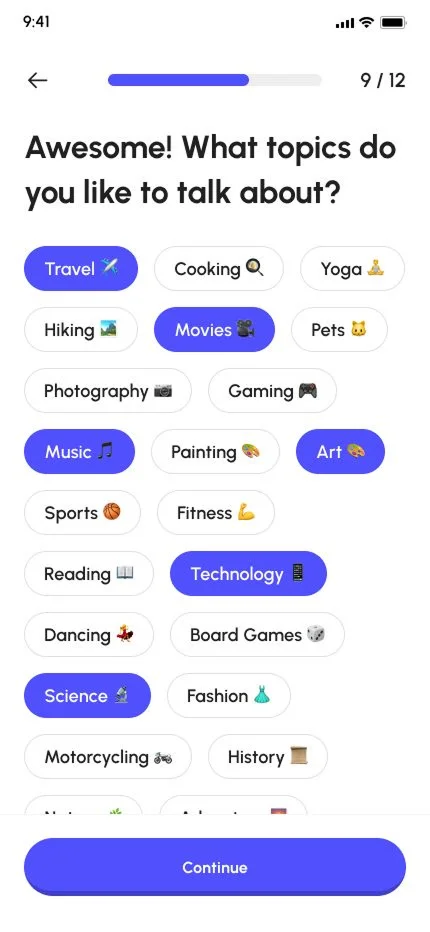 9:41
9 / 12
Awesome! What topics do
you like to talk about?
Travel ✈️ Cooking 🍳 Yoga 🧘
Hiking 🏞️ Movies 🎥 Pets 🐱
Photography 📷 Gaming 🎮
Music 🎵 Painting 🎨 Art 🎨
Sports 🏀 Fitness 💪
Reading 📖 Technology 📱
Dancing 💃 Board Games 🎲
Science 🔬 Fashion 👗
Motorcycling 🏍️ History 📜
Continue